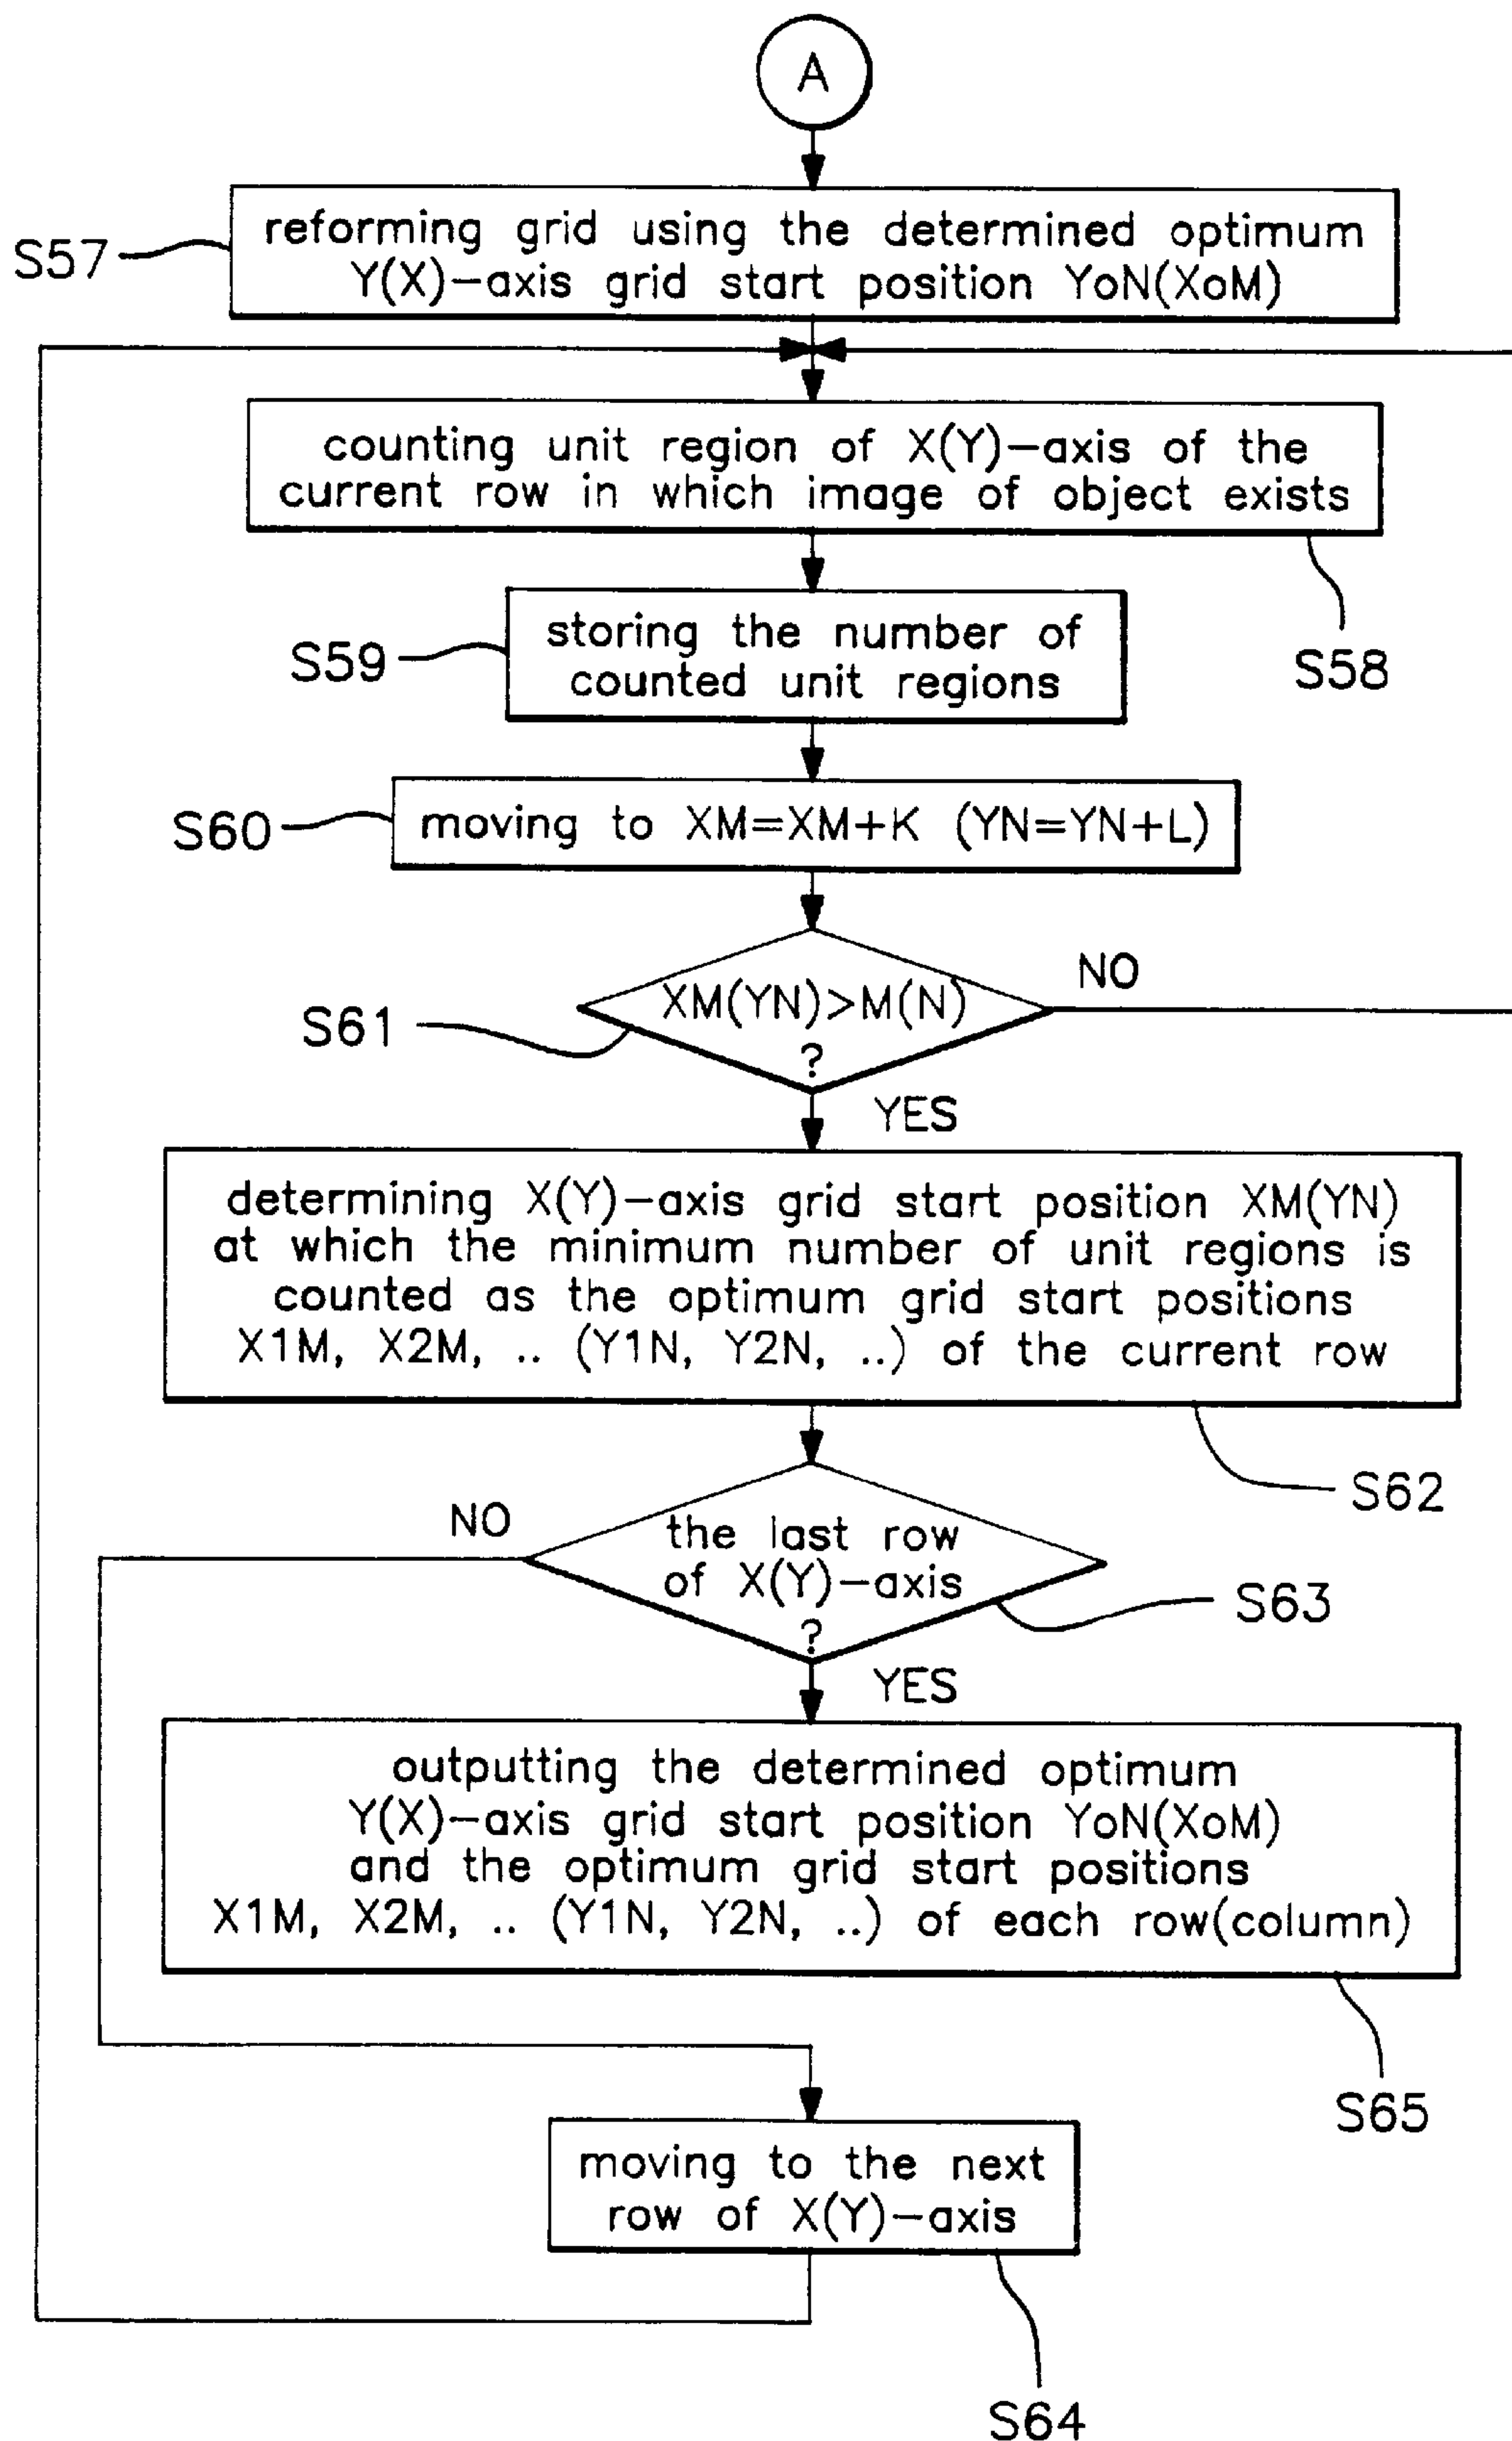 A
reforming grid using the determined optimum
Y(X)-axis grid start position YoN(XoM)
S57
counting unit region of X(Y)-axis of the
current row in which image of object exists
S58
storing the number of
counted unit regions
S59
moving to XM=XM+K (YN=YN+L)
S60
XM(YN)>M(N)
?
NO
S61
YES
determining X(Y)-axis grid start position XM(YN)
at which the minimum number of unit regions is
counted as the optimum grid start positions
X1M, X2M, .. (Y1N, Y2N, ..) of the current row
S62
NO
the last row
of X(Y)-axis
?
S63
YES
outputting the determined optimum
Y(X)-axis grid start position YoN(XoM)
and the optimum grid start positions
X1M, X2M, .. (Y1N, Y2N, ..) of each row(column)
S65
moving to the next
row of X(Y)-axis
S64